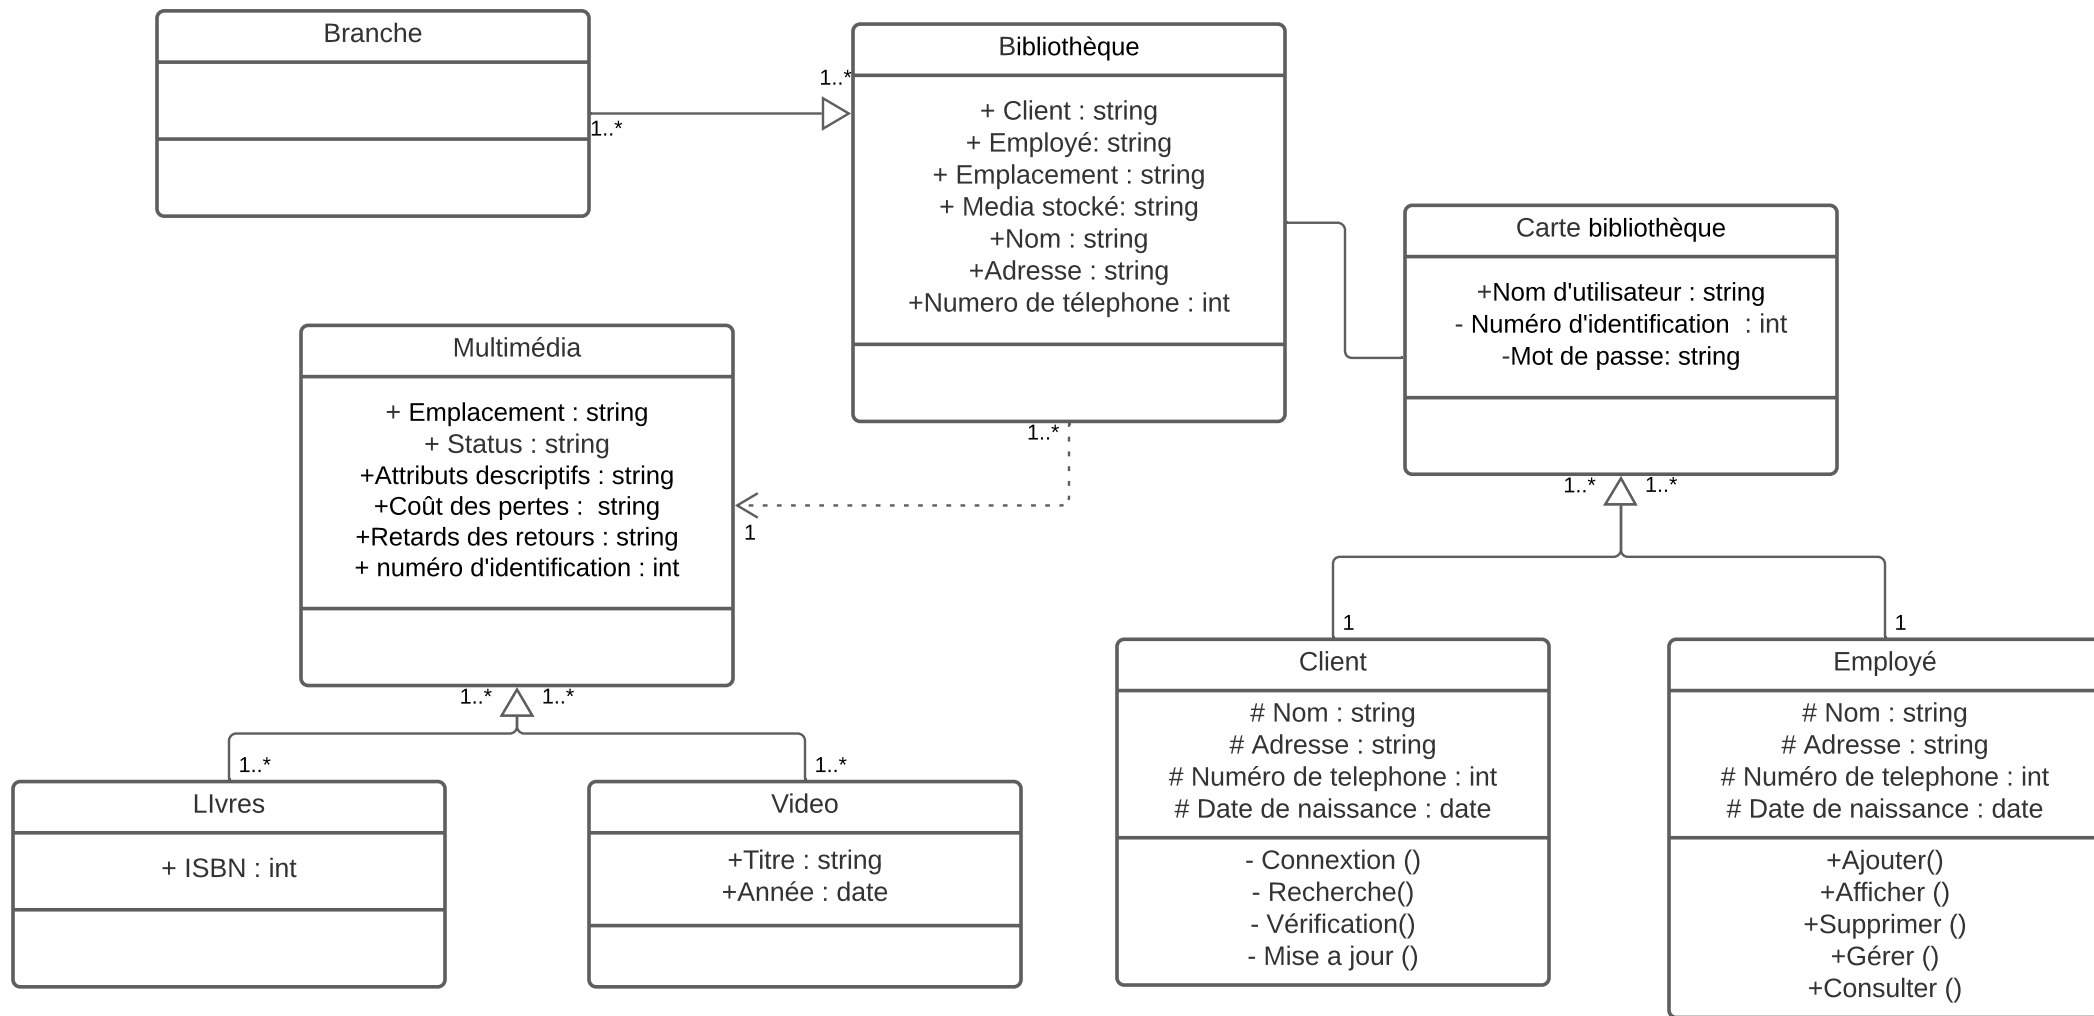 Branche
1..*
1..*
Bibliothèque
+ Client : string
+ Employé: string
+ Emplacement : string
+ Media stocké: string
+Nom : string
+Adresse : string
+Numero de télephone : int
1..*
1
Carte bibliothèque
+Nom d'utilisateur : string
- Numéro d'identification  : int
-Mot de passe: string
1..* 1..*
1
1
Multimédia
+ Emplacement : string
+ Status : string
+Attributs descriptifs : string
+Coût des pertes :  string
+Retards des retours : string
+ numéro d'identification : int
1..* 1..*
1..*
1..*
LIvres
+ ISBN : int
Video
+Titre : string
+Année : date
Client
# Nom : string
# Adresse : string
# Numéro de telephone : int
# Date de naissance : date
- Connextion ()
- Recherche()
- Vérification()
- Mise a jour ()
Employé
# Nom : string
# Adresse : string
# Numéro de telephone : int
# Date de naissance : date
+Ajouter()
+Afficher ()
+Supprimer ()
+Gérer ()
+Consulter ()